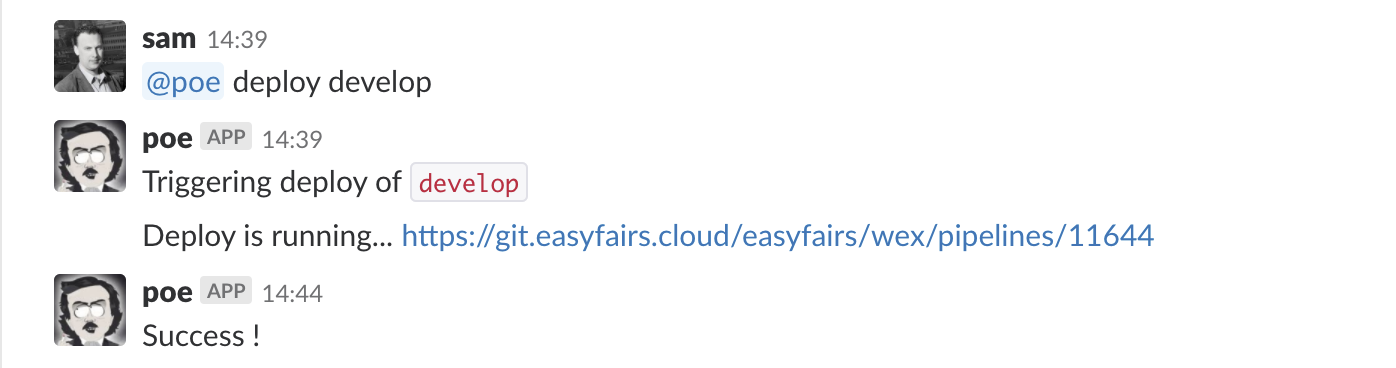 sam 14:39
@poe deploy develop
poe APP 14:39
Triggering deploy of develop
Deploy is running... https://git.easyfairs.cloud/easyfairs/wex/pipelines/11644
poe APP 14:44
Success !